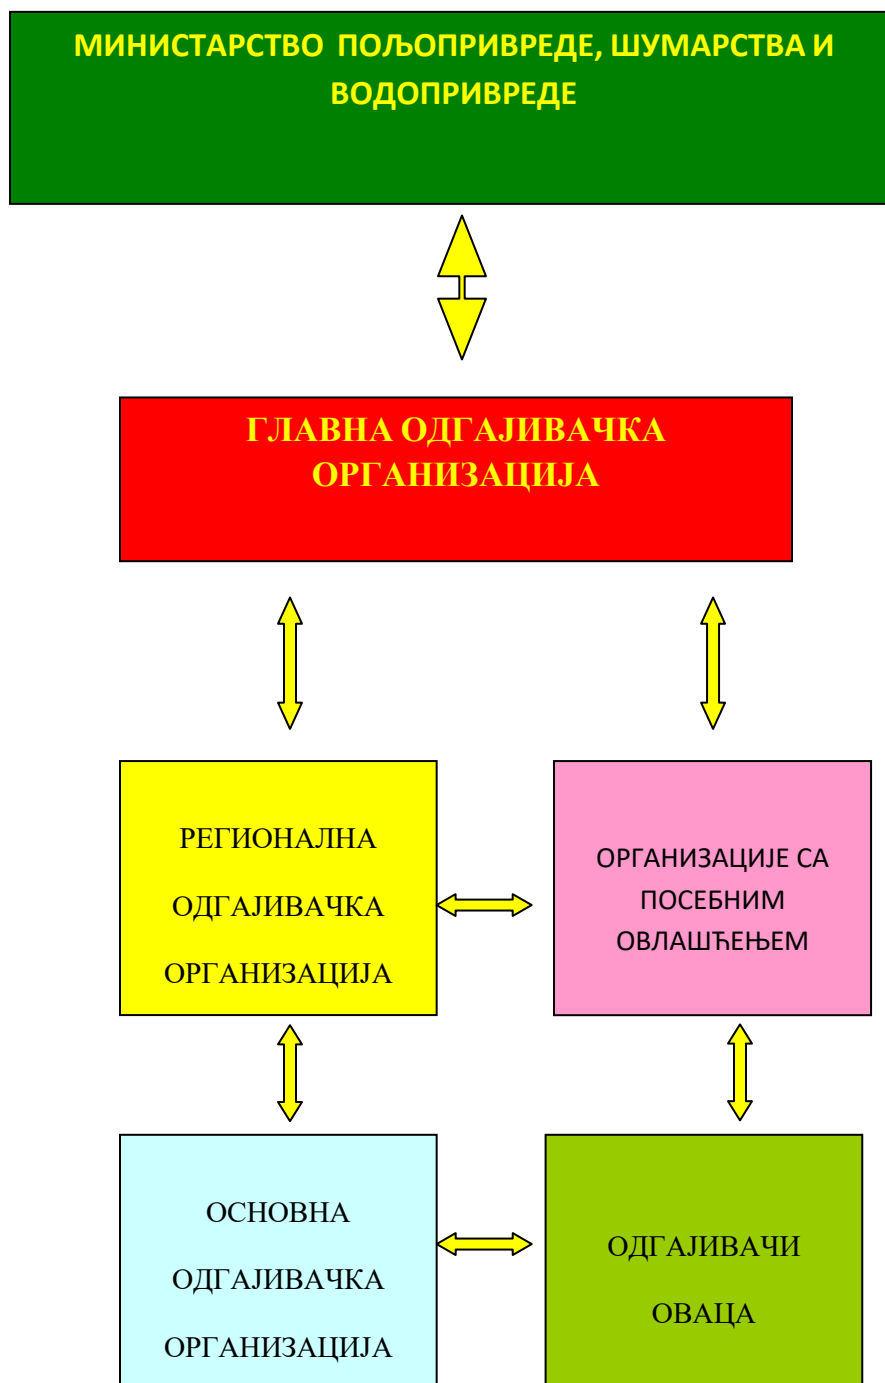 МИНИСТАРСТВО ПОЉОПРИВРЕДЕ, ШУМАРСТВА И
ВОДОПРИВРЕДЕ
ГЛАВНА ОДГАЈИВАЧКА
ОРГАНИЗАЦИЈА
РЕГИОНАЛНА
ОДГАЈИВАЧКА
ОРГАНИЗАЦИЈА
ОРГАНИЗАЦИЈЕ СА
ПОСЕБНИМ
ОВЛАШЋЕЊЕМ
ОСНОВНА
ОДГАЈИВАЧКА
ОРГАНИЗАЦИЈА
ОДГАЈИВАЧИ
ОВАЦА